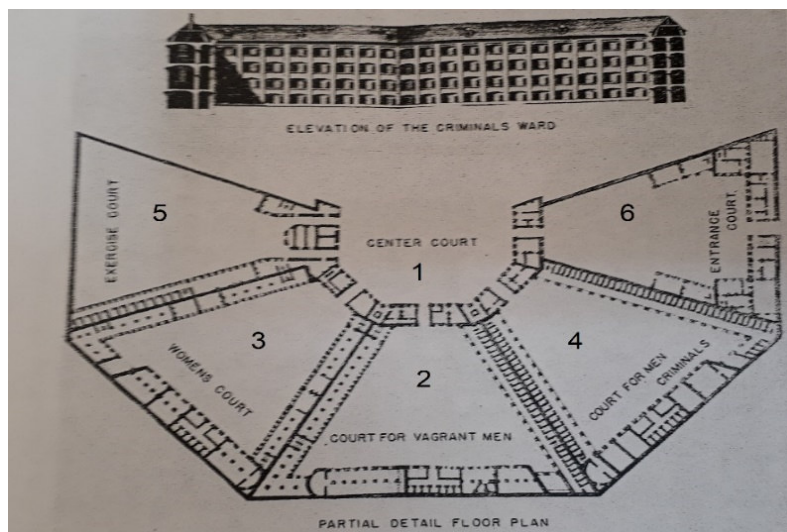 ELEVATION OF THE CRIMINALS WARD
EXERCISE COURT
5
CENTER COURT
1
6
ENTRANCE
COURT.
WOMENS COURT
3
2
COURT FOR VAGRANT MEN
4
COURT FOR MEN
CRIMINALS
PARTIAL DETAIL FLOOR PLAN